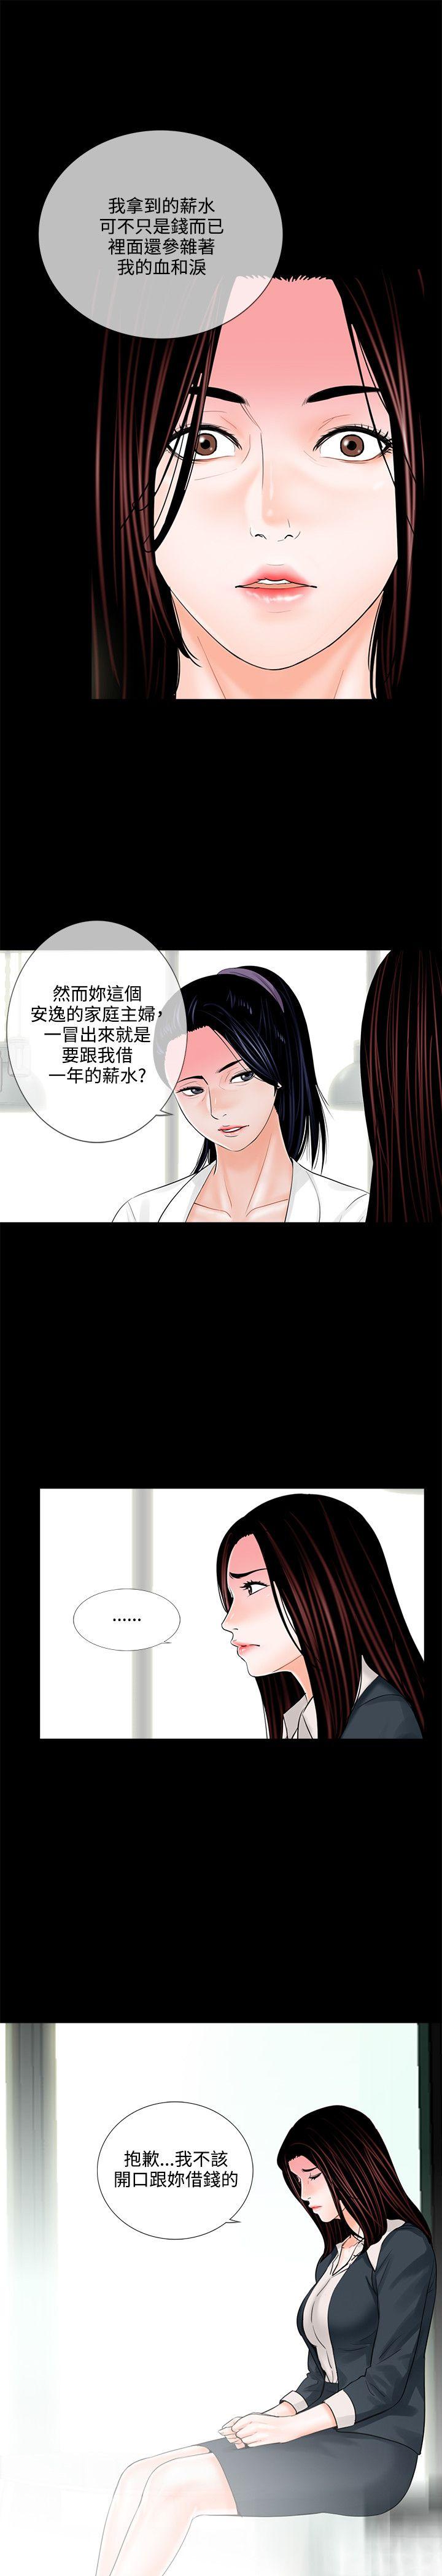 我拿到的薪水
可不只是錢而已
裡面還參雜著
我的血和淚
然而妳這個
安逸的家庭主婦，
一冒出來就是
要跟我借
一年的薪水?
......
抱歉...我不該
開口跟妳借錢的